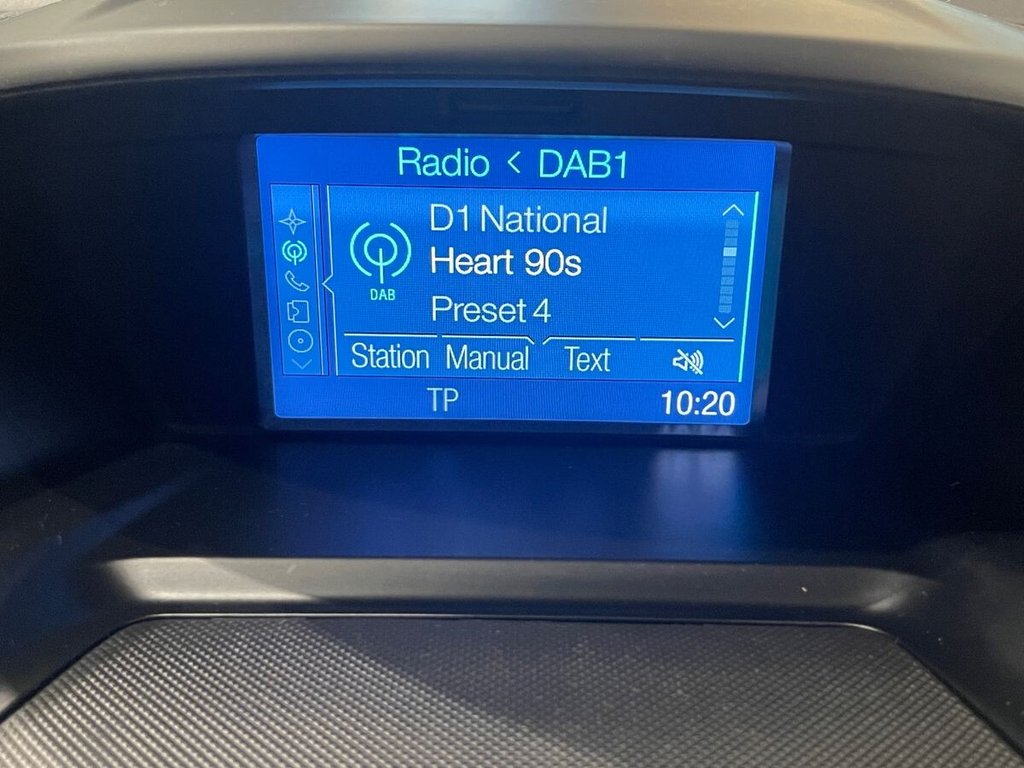 Radio < DAB1
D1 National
Heart 90s
DAB
Preset 4
Station Manual Text
TP 10:20